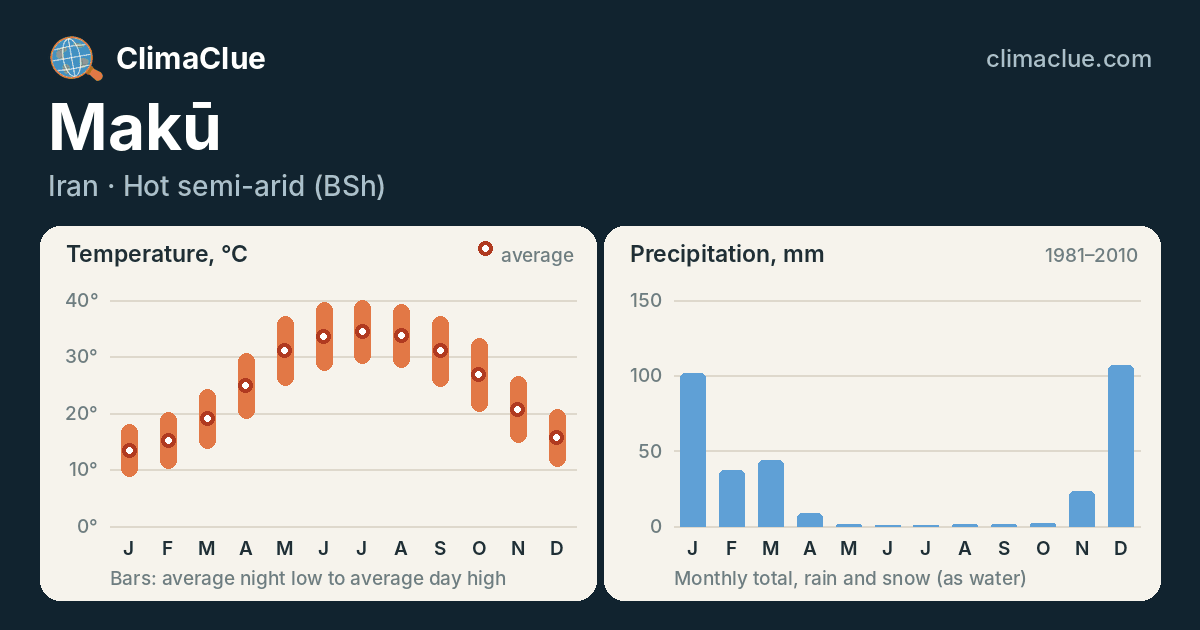 ClimaClue
climaclue.com
Makū
Iran · Hot semi-arid (BSh)
Temperature, °C
average
40°
30°
20°
10°
0°
J F M A M J J A S O N D
Bars: average night low to average day high
Precipitation, mm
1981–2010
150
100
50
0
J F M A M J J A S O N D
Monthly total, rain and snow (as water)